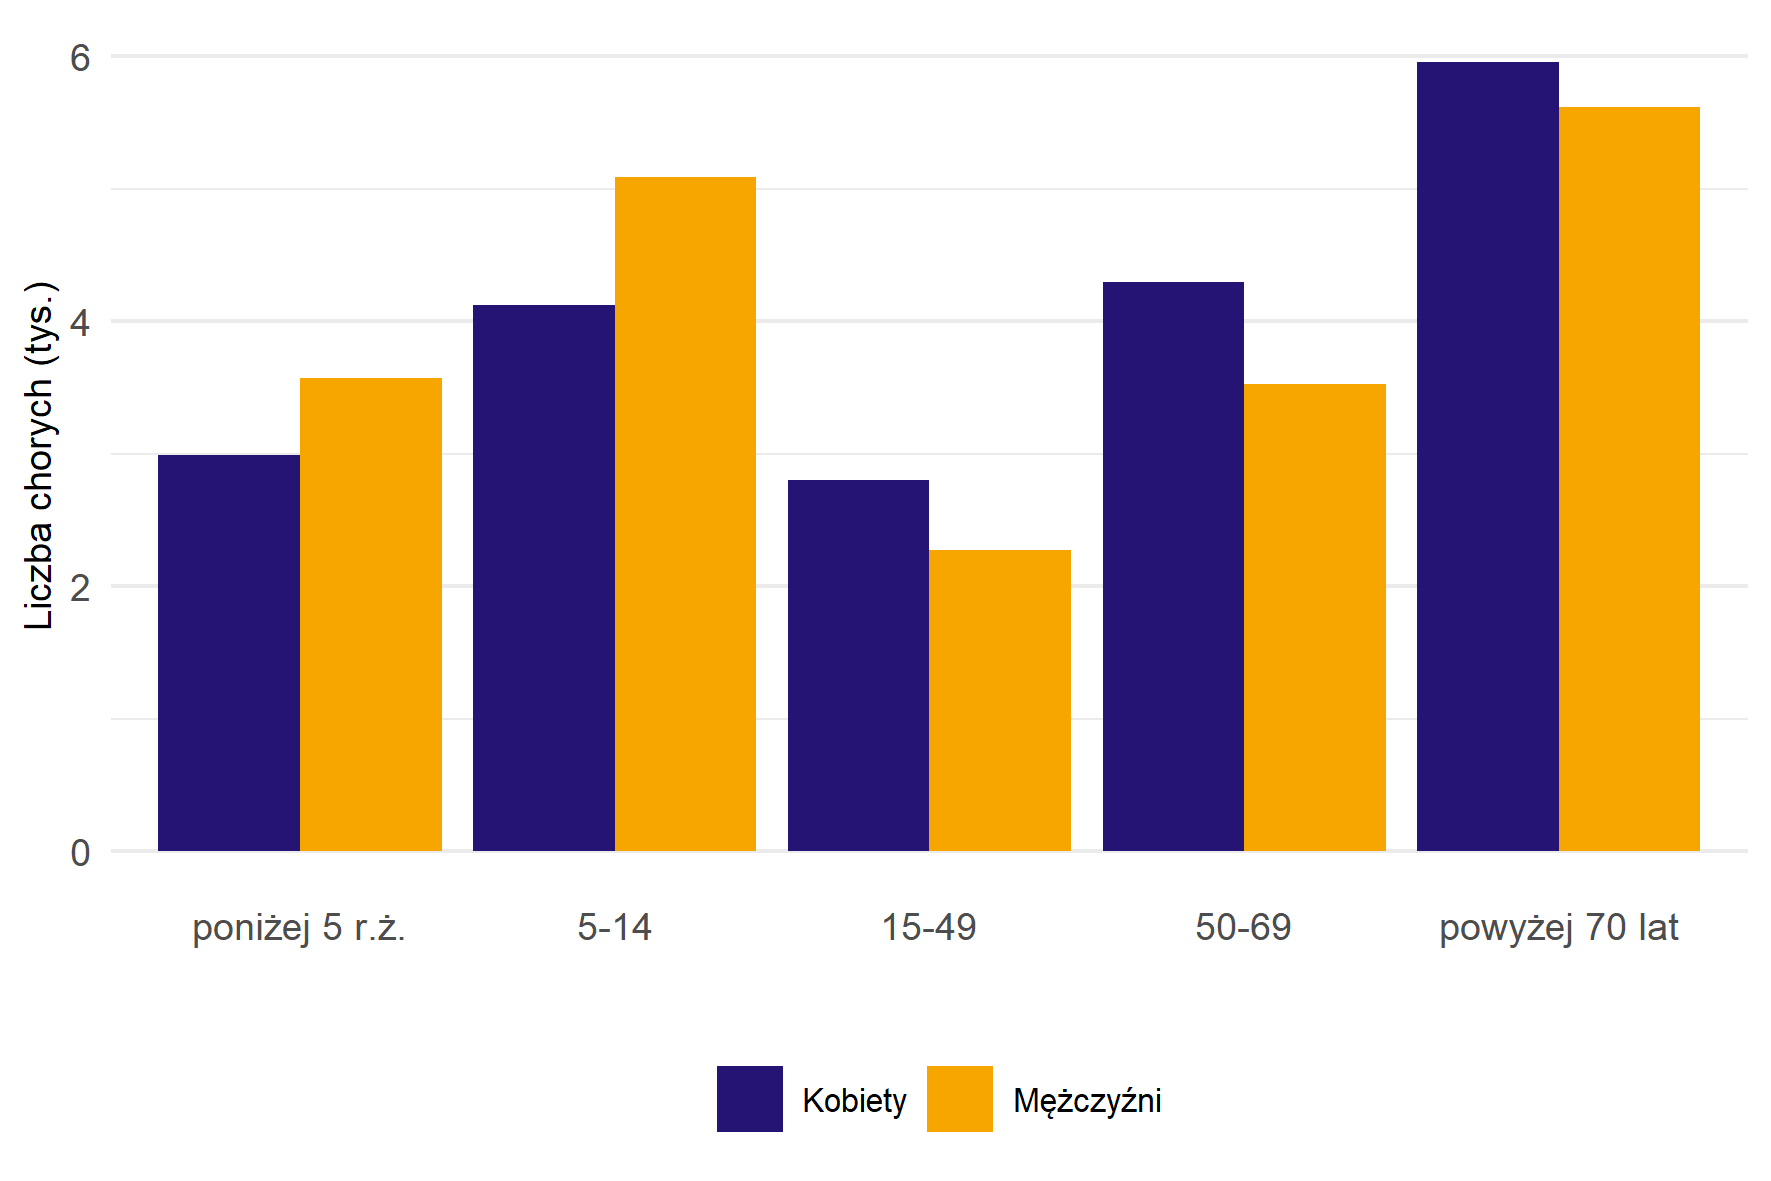 Liczba chorych (tys.)
6
4
2
0
poniżej 5 r.ż.
5-14
15-49
50-69
powyżej 70 lat
Kobiety
Mężczyźni